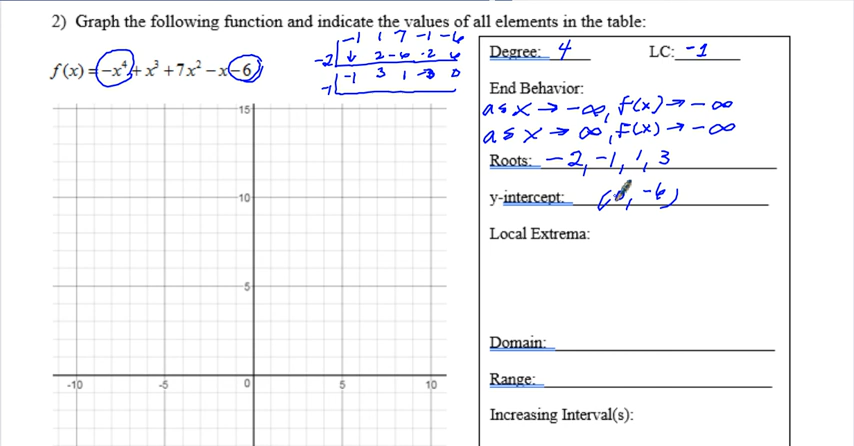 2) Graph the following function and indicate the values of all elements in the table:
f(x) = -x⁴ + x³ + 7x² - x - 6
-1 1 7 -1 -6
-2 ↓ 2 -6 -2 6
-1 3 1 -3 0
-1
Degree: 4 LC: -1
End Behavior:
as x → -∞, f(x) → -∞
as x → ∞, f(x) → -∞
Roots: -2, -1, 1, 3
y-intercept: (0, -6)
Local Extrema:
Domain:
Range:
Increasing Interval(s):
15
10
5
-10 -5 0 5 10